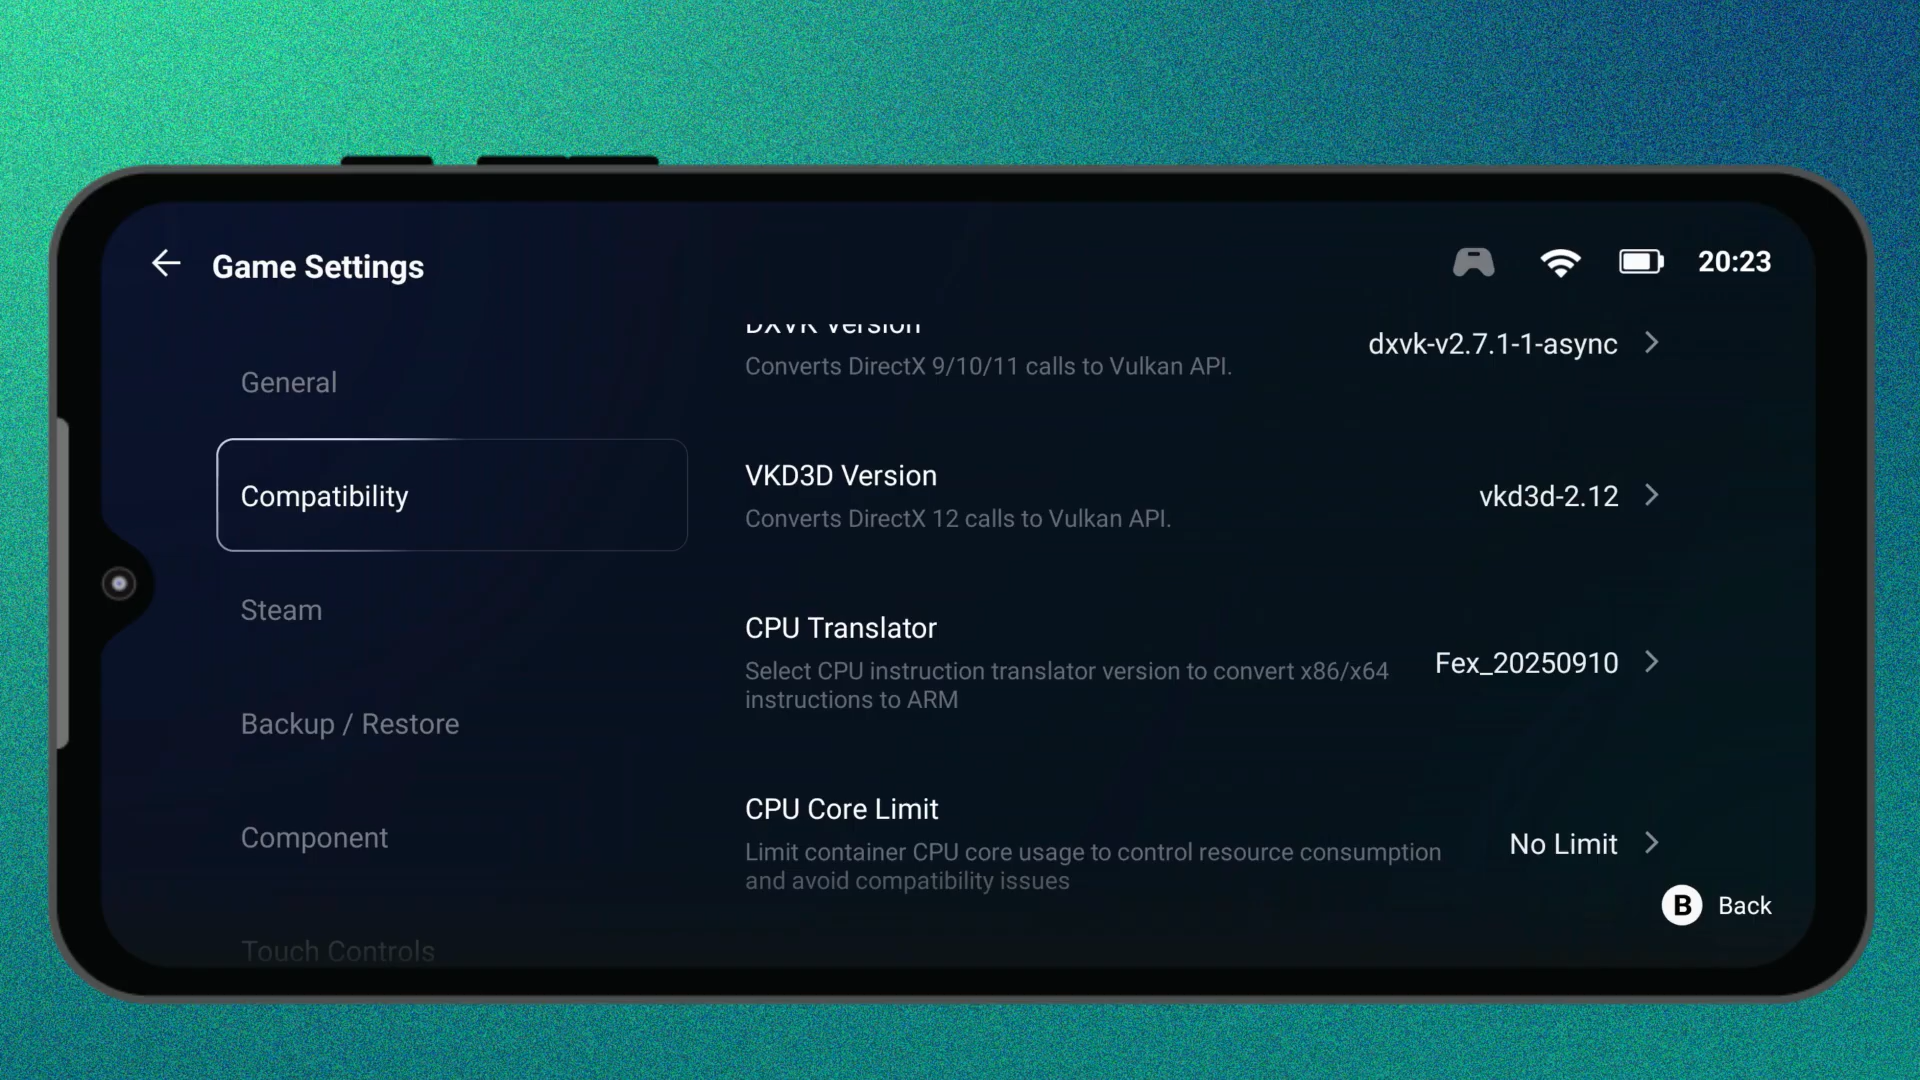 Game Settings
20:23
General
Compatibility
Steam
Backup / Restore
Component
Touch Controls
DXVK Version
Converts DirectX 9/10/11 calls to Vulkan API.
dxvk-v2.7.1-1-async
VKD3D Version
Converts DirectX 12 calls to Vulkan API.
vkd3d-2.12
CPU Translator
Select CPU instruction translator version to convert x86/x64
instructions to ARM
Fex_20250910
CPU Core Limit
Limit container CPU core usage to control resource consumption
and avoid compatibility issues
No Limit
B Back